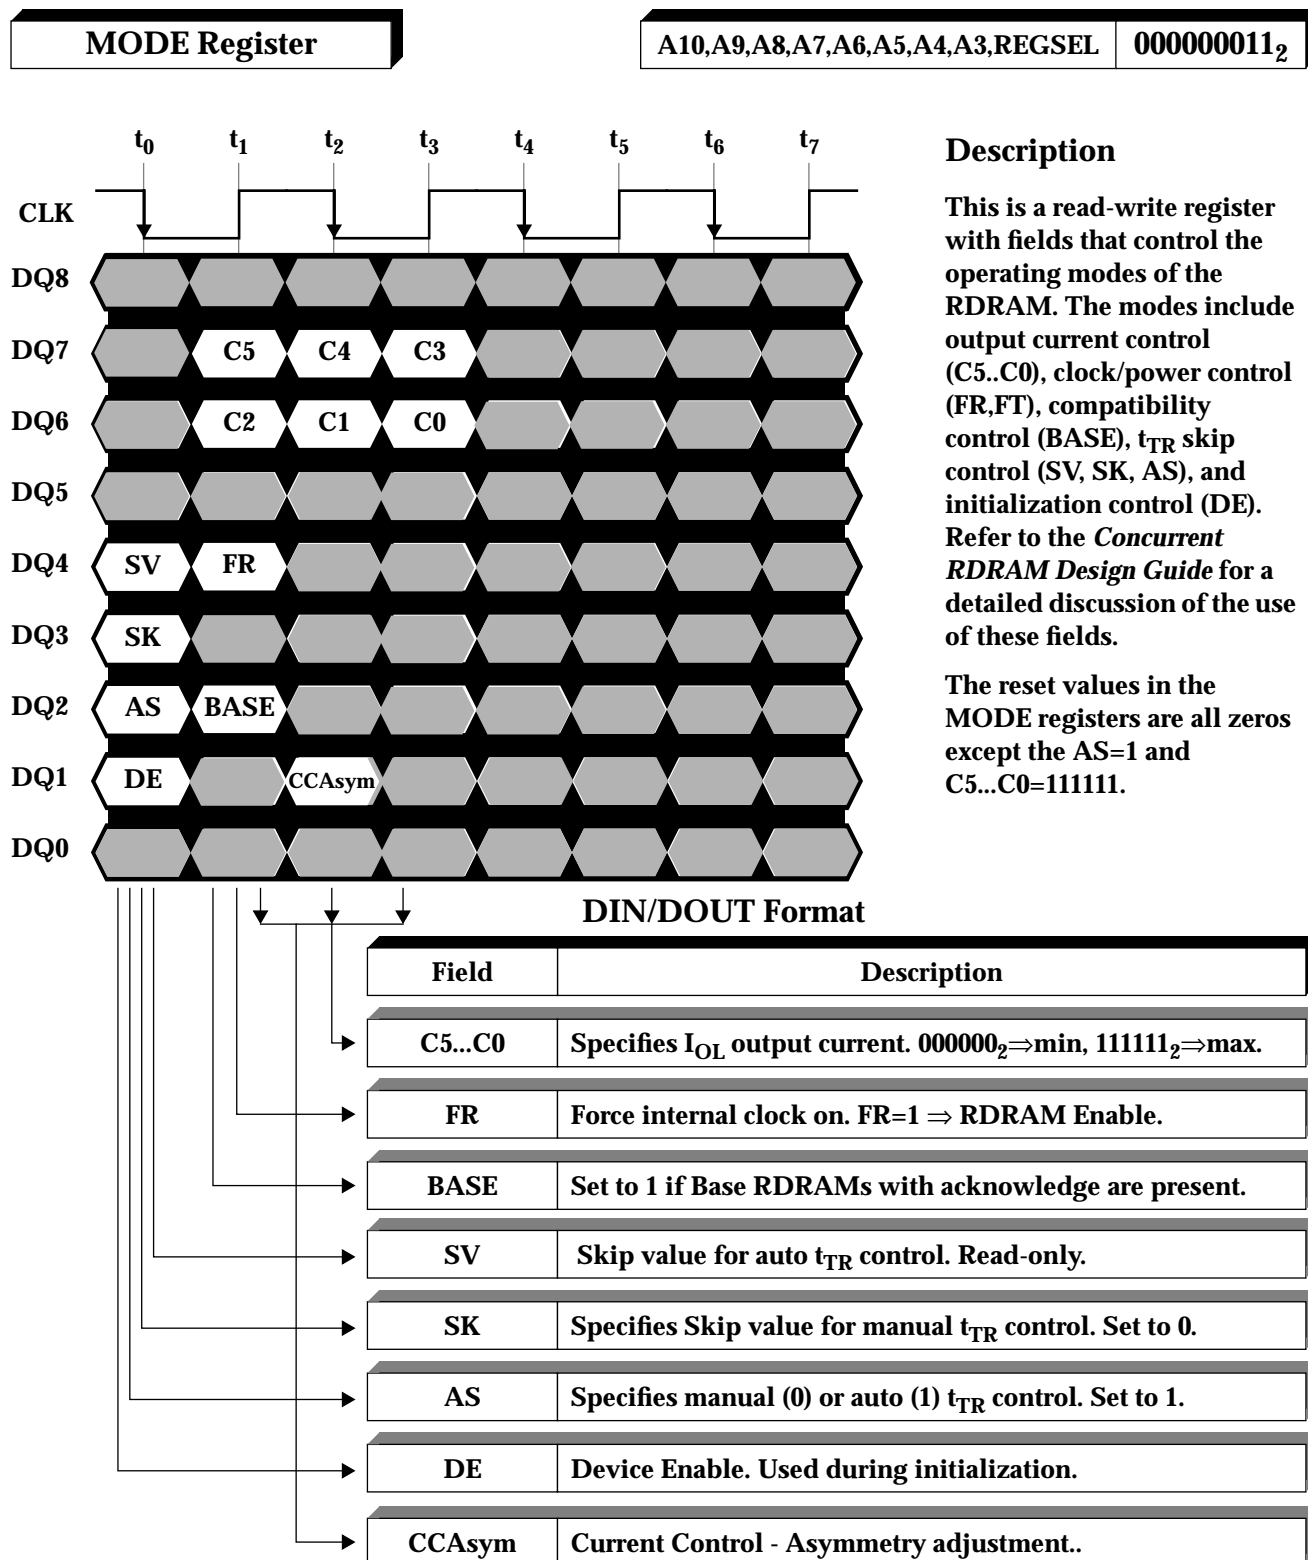 MODE Register
A10,A9,A8,A7,A6,A5,A4,A3,REGSEL 000000011₂
t₀ t₁ t₂ t₃ t₄ t₅ t₆ t₇
CLK
DQ8
DQ7 C5 C4 C3
DQ6 C2 C1 C0
DQ5
DQ4 SV FR
DQ3 SK
DQ2 AS BASE
DQ1 DE CCAsym
DQ0
Description
This is a read-write register
with fields that control the
operating modes of the
RDRAM. The modes include
output current control
(C5..C0), clock/power control
(FR,FT), compatibility
control (BASE), tTR skip
control (SV, SK, AS), and
initialization control (DE).
Refer to the Concurrent
RDRAM Design Guide for a
detailed discussion of the use
of these fields.
The reset values in the
MODE registers are all zeros
except the AS=1 and
C5...C0=111111.
DIN/DOUT Format
Field Description
C5...C0 Specifies IOL output current. 000000₂⇒min, 111111₂⇒max.
FR Force internal clock on. FR=1 ⇒ RDRAM Enable.
BASE Set to 1 if Base RDRAMs with acknowledge are present.
SV Skip value for auto tTR control. Read-only.
SK Specifies Skip value for manual tTR control. Set to 0.
AS Specifies manual (0) or auto (1) tTR control. Set to 1.
DE Device Enable. Used during initialization.
CCAsym Current Control - Asymmetry adjustment..